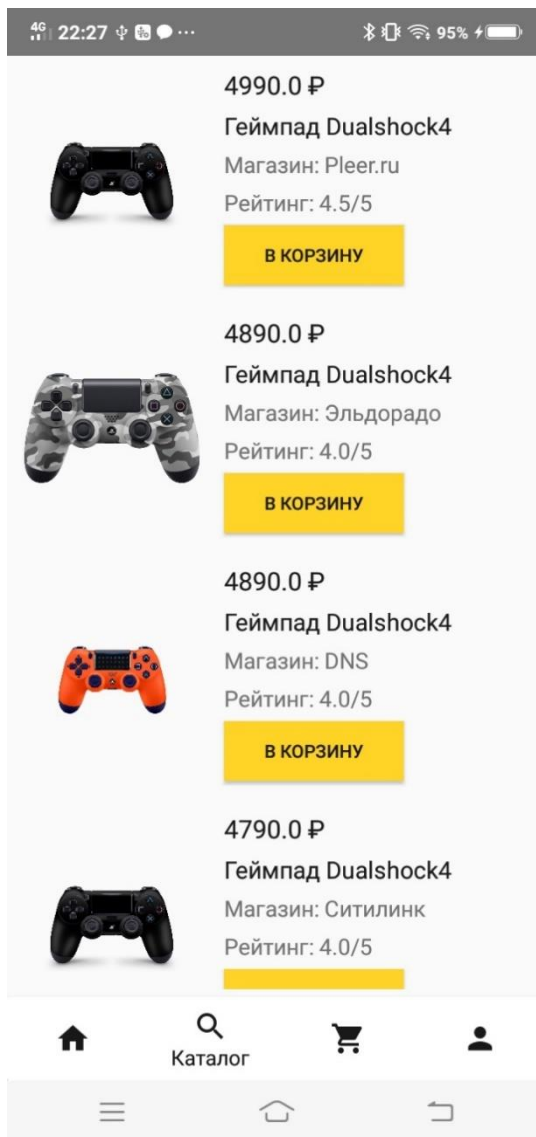 4G 22:27 95%
4990.0 ₽
Геймпад Dualshock4
Магазин: Pleer.ru
Рейтинг: 4.5/5
В КОРЗИНУ
4890.0 ₽
Геймпад Dualshock4
Магазин: Эльдорадо
Рейтинг: 4.0/5
В КОРЗИНУ
4890.0 ₽
Геймпад Dualshock4
Магазин: DNS
Рейтинг: 4.0/5
В КОРЗИНУ
4790.0 ₽
Геймпад Dualshock4
Магазин: Ситилинк
Рейтинг: 4.0/5
Каталог